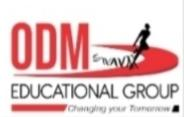 ODM
EDUCATIONAL GROUP
Changing your Tomorrow